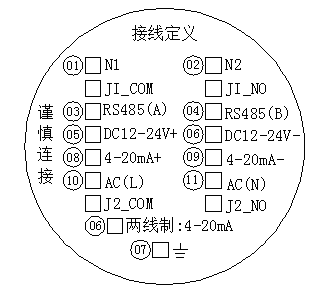 接线定义
01 N1 02 N2
J1_COM J1_NO
03 RS485(A) 04 RS485(B)
05 DC12-24V+ 06 DC12-24V-
08 4-20mA+ 09 4-20mA-
10 AC(L) 11 AC(N)
J2_COM J2_NO
06 两线制:4-20mA
07
谨慎连接